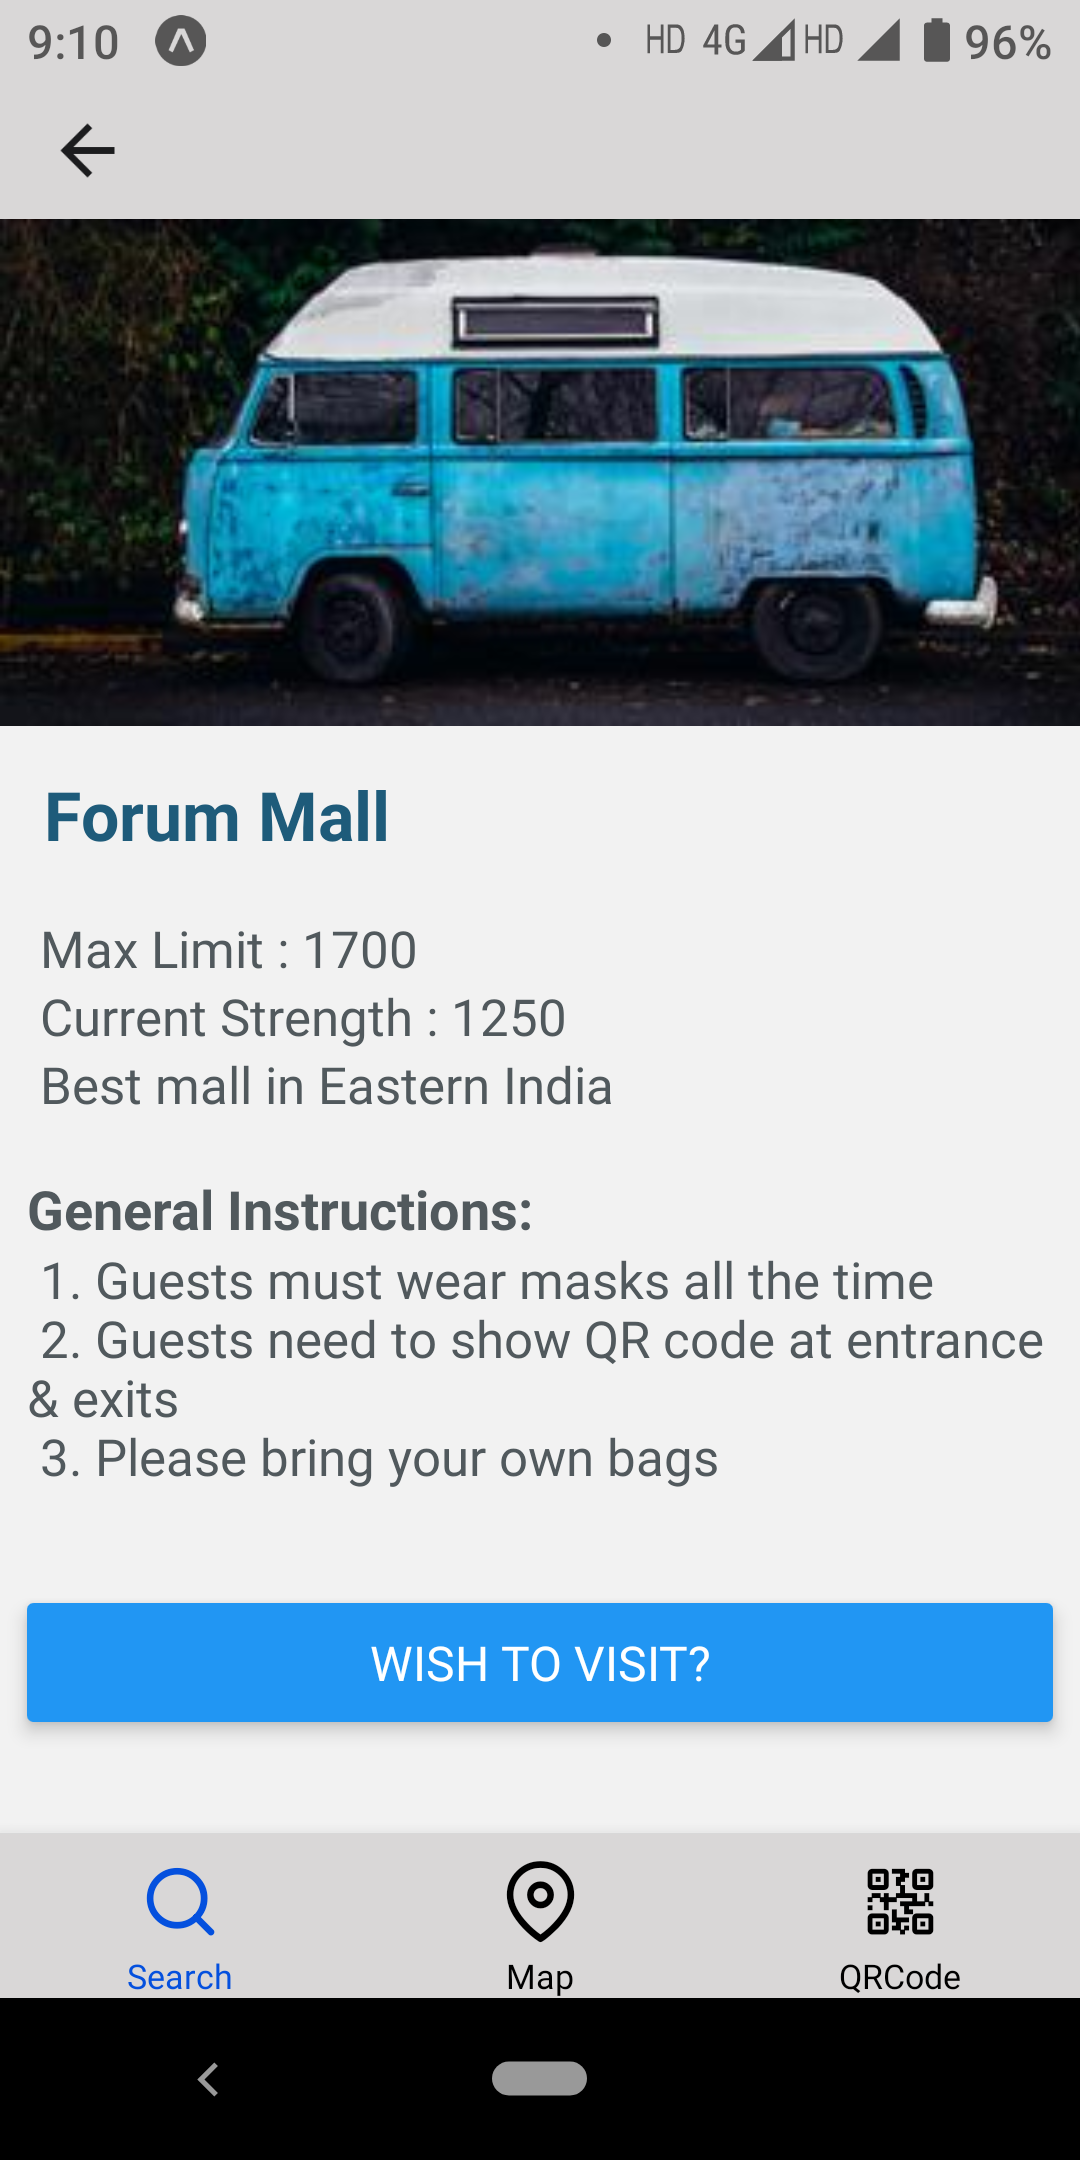 9:10
HD 4G HD 96%
Forum Mall
Max Limit : 1700
Current Strength : 1250
Best mall in Eastern India
General Instructions:
1. Guests must wear masks all the time
2. Guests need to show QR code at entrance
& exits
3. Please bring your own bags
WISH TO VISIT?
Search Map QRCode